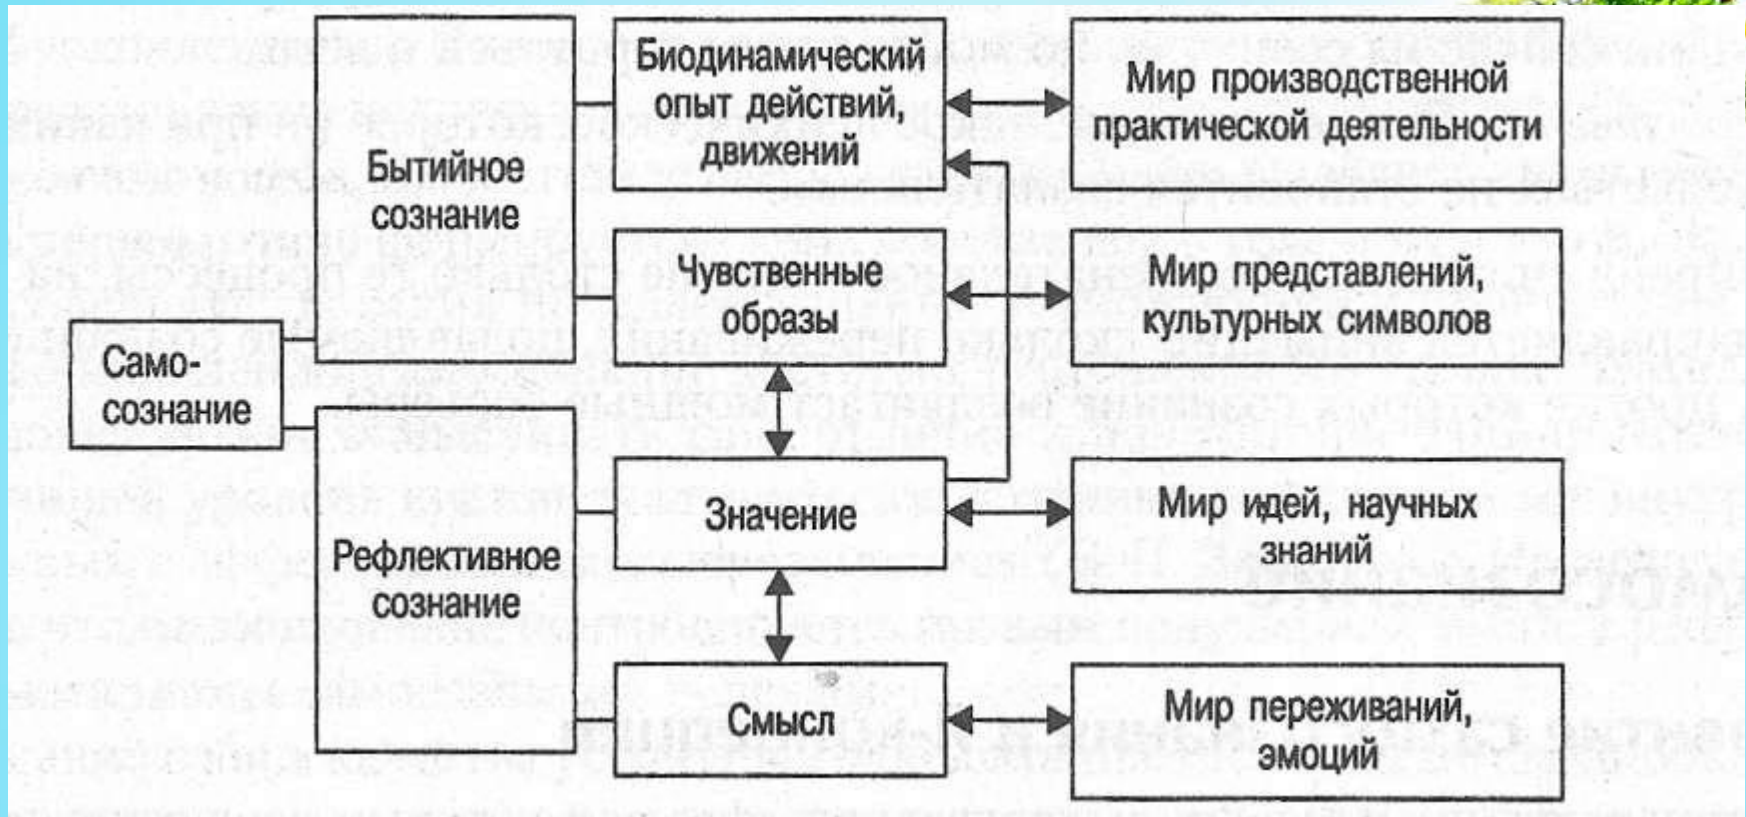 Биодинамический
опыт действий,
движений
Мир производственной
практической деятельности
Бытийное
сознание
Чувственные
образы
Мир представлений,
культурных символов
Само-
сознание
Значение
Мир идей, научных
знаний
Рефлективное
сознание
Смысл
Мир переживаний,
эмоций